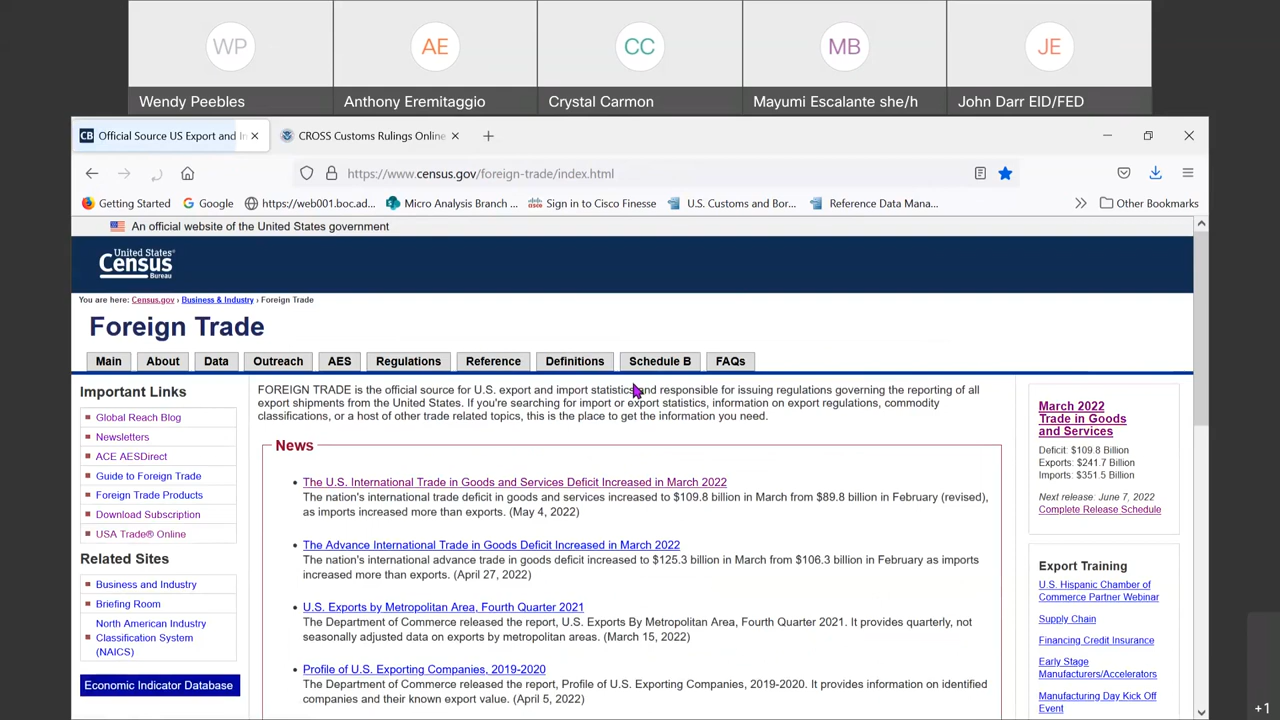 WP
AE
CC
MB
JE
Wendy Peebles
Anthony Eremitaggio
Crystal Carmon
Mayumi Escalante she/h
John Darr EID/FED
CB Official Source US Export and In
CROSS Customs Rulings Online
https://www.census.gov/foreign-trade/index.html
Getting Started
Google
https://web001.boc.ad...
Micro Analysis Branch ...
Sign in to Cisco Finesse
U.S. Customs and Bor...
Reference Data Mana...
Other Bookmarks
An official website of the United States government
United States®
Census
Bureau
You are here: Census.gov › Business & Industry › Foreign Trade
Foreign Trade
Main
About
Data
Outreach
AES
Regulations
Reference
Definitions
Schedule B
FAQs
Important Links
Global Reach Blog
Newsletters
ACE AESDirect
Guide to Foreign Trade
Foreign Trade Products
Download Subscription
USA Trade® Online
Related Sites
Business and Industry
Briefing Room
North American Industry
Classification System
(NAICS)
Economic Indicator Database
FOREIGN TRADE is the official source for U.S. export and import statistics and responsible for issuing regulations governing the reporting of all
export shipments from the United States. If you're searching for import or export statistics, information on export regulations, commodity
classifications, or a host of other trade related topics, this is the place to get the information you need.
News
The U.S. International Trade in Goods and Services Deficit Increased in March 2022
The nation's international trade deficit in goods and services increased to $109.8 billion in March from $89.8 billion in February (revised),
as imports increased more than exports. (May 4, 2022)
The Advance International Trade in Goods Deficit Increased in March 2022
The nation's international advance trade in goods deficit increased to $125.3 billion in March from $106.3 billion in February as imports
increased more than exports. (April 27, 2022)
U.S. Exports by Metropolitan Area, Fourth Quarter 2021
The Department of Commerce released the report, U.S. Exports By Metropolitan Area, Fourth Quarter 2021. It provides quarterly, not
seasonally adjusted data on exports by metropolitan areas. (March 15, 2022)
Profile of U.S. Exporting Companies, 2019-2020
The Department of Commerce released the report, Profile of U.S. Exporting Companies, 2019-2020. It provides information on identified
companies and their known export value. (April 5, 2022)
March 2022
Trade in Goods
and Services
Deficit: $109.8 Billion
Exports: $241.7 Billion
Imports: $351.5 Billion
Next release: June 7, 2022
Complete Release Schedule
Export Training
U.S. Hispanic Chamber of
Commerce Partner Webinar
Supply Chain
Financing Credit Insurance
Early Stage
Manufacturers/Accelerators
Manufacturing Day Kick Off
Event
+1